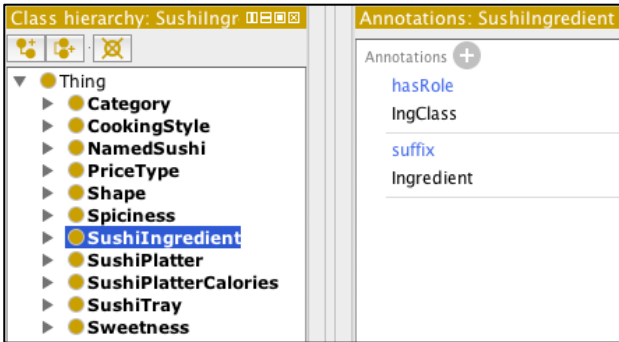 Class hierarchy: SushiIngr
Thing
Category
CookingStyle
NamedSushi
PriceType
Shape
Spiciness
SushiIngredient
SushiPlatter
SushiPlatterCalories
SushiTray
Sweetness
Annotations: SushiIngredient
Annotations
hasRole
IngClass
suffix
Ingredient